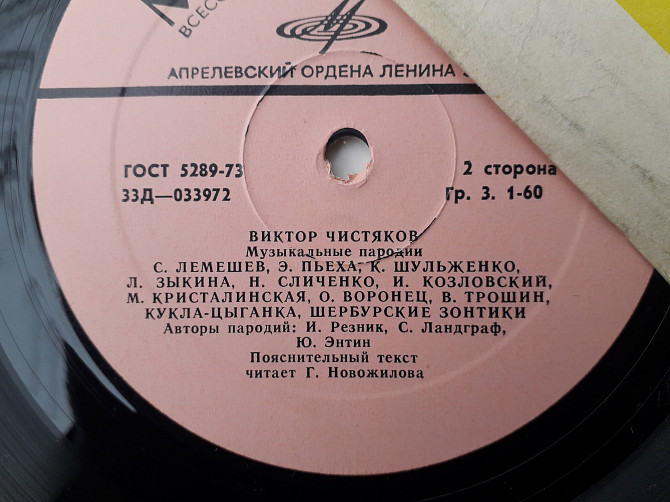 АПРЕЛЕВСКИЙ ОРДЕНА ЛЕНИНА
ГОСТ 5289-73
2 сторона
33Д—033972
Гр. 3. 1-60
ВИКТОР ЧИСТЯКОВ
Музыкальные пародии
С. ЛЕМЕШЕВ, Э. ПЬЕХА, К. ШУЛЬЖЕНКО,
Л. ЗЫКИНА, Н. СЛИЧЕНКО, И. КОЗЛОВСКИЙ,
М. КРИСТАЛИНСКАЯ, О. ВОРОНЕЦ, В. ТРОШИН,
КУКЛА-ЦЫГАНКА, ШЕРБУРСКИЕ ЗОНТИКИ
Авторы пародий: И. Резник, С. Ландграф,
Ю. Энтин
Пояснительный текст
читает Г. Новожилова